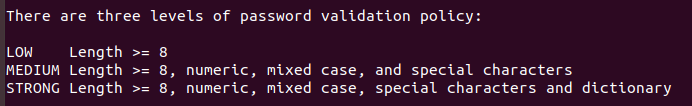 There are three levels of password validation policy:

LOW    Length >= 8
MEDIUM Length >= 8, numeric, mixed case, and special characters
STRONG Length >= 8, numeric, mixed case, special characters and dictionary